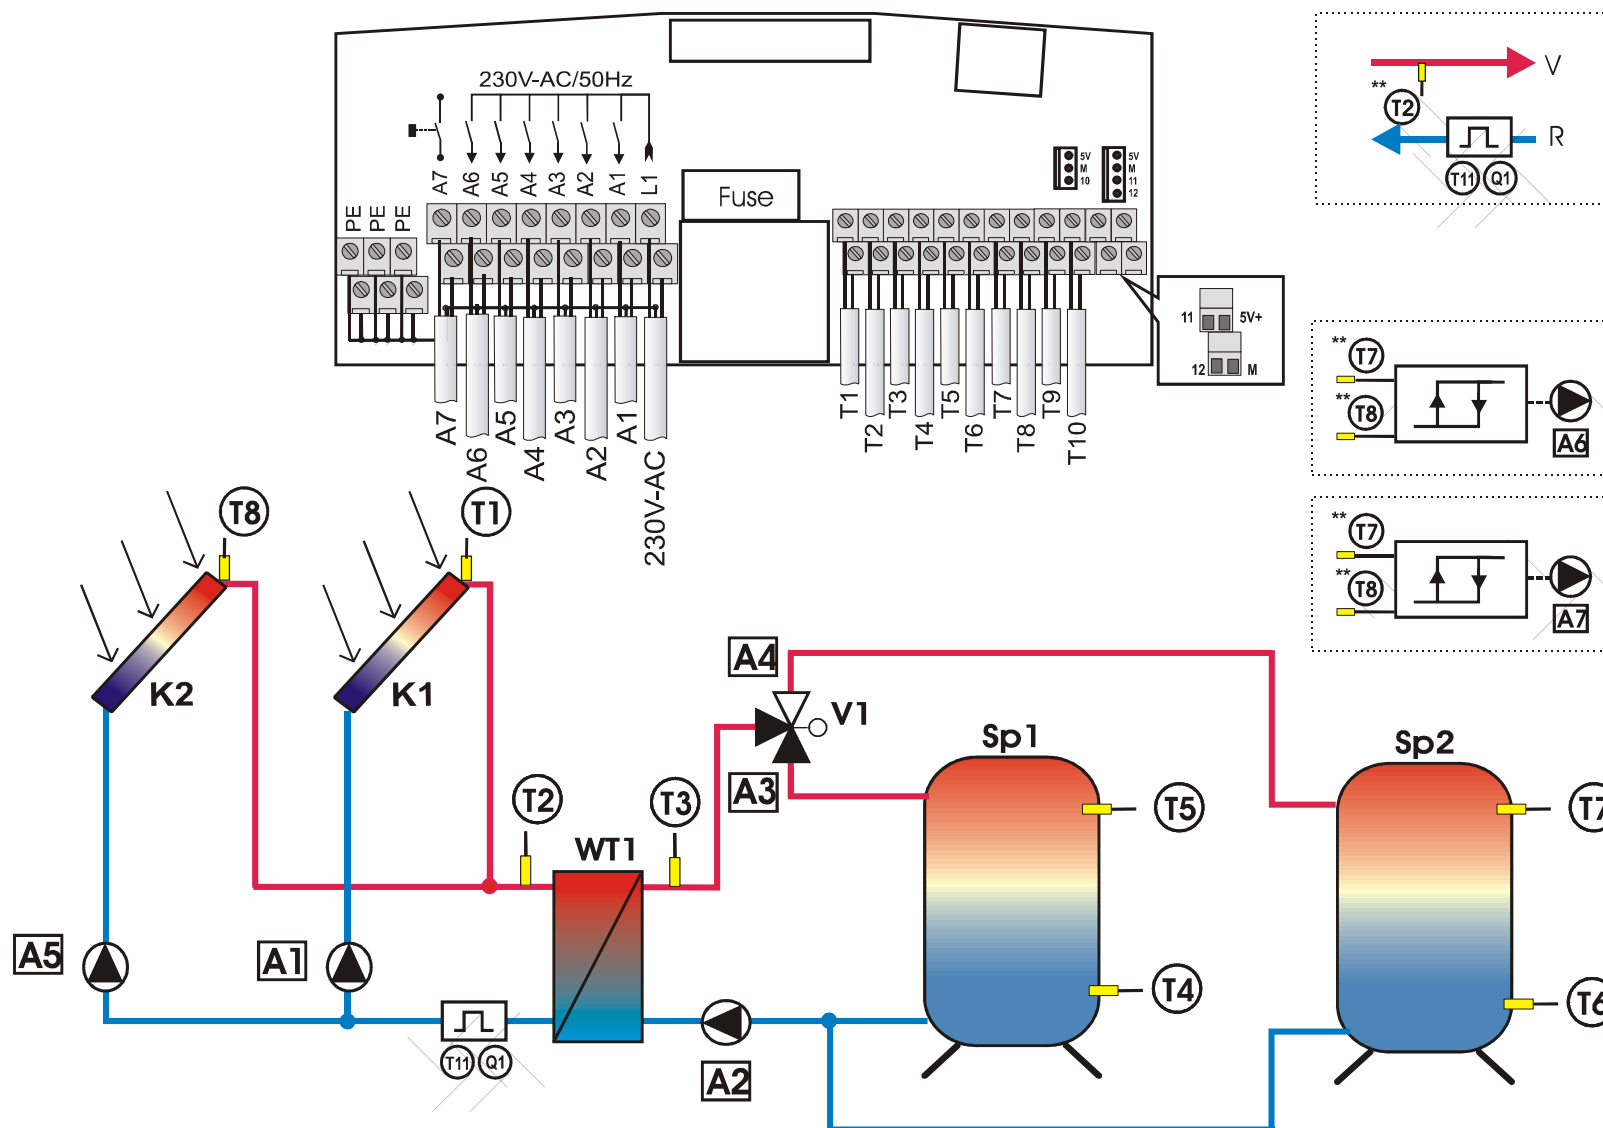 230V-AC/50Hz
A7 A6 A5 A4 A3 A2 A1 L1
PE PE PE
Fuse
5V
M
10
5V
M
11
12
11 5V+
12 M
A7 A6 A5 A4 A3 A2 A1 230V-AC
T1 T2 T3 T4 T5 T6 T7 T8 T9 T10
V
** T2
R
T11 Q1
** T7
** T8
A6
** T7
** T8
A7
T8 T1
K2 K1
A4
V1
A3
Sp1 Sp2
T2 T3
WT1
T5 T7
A5 A1
T4 T6
T11 Q1
A2